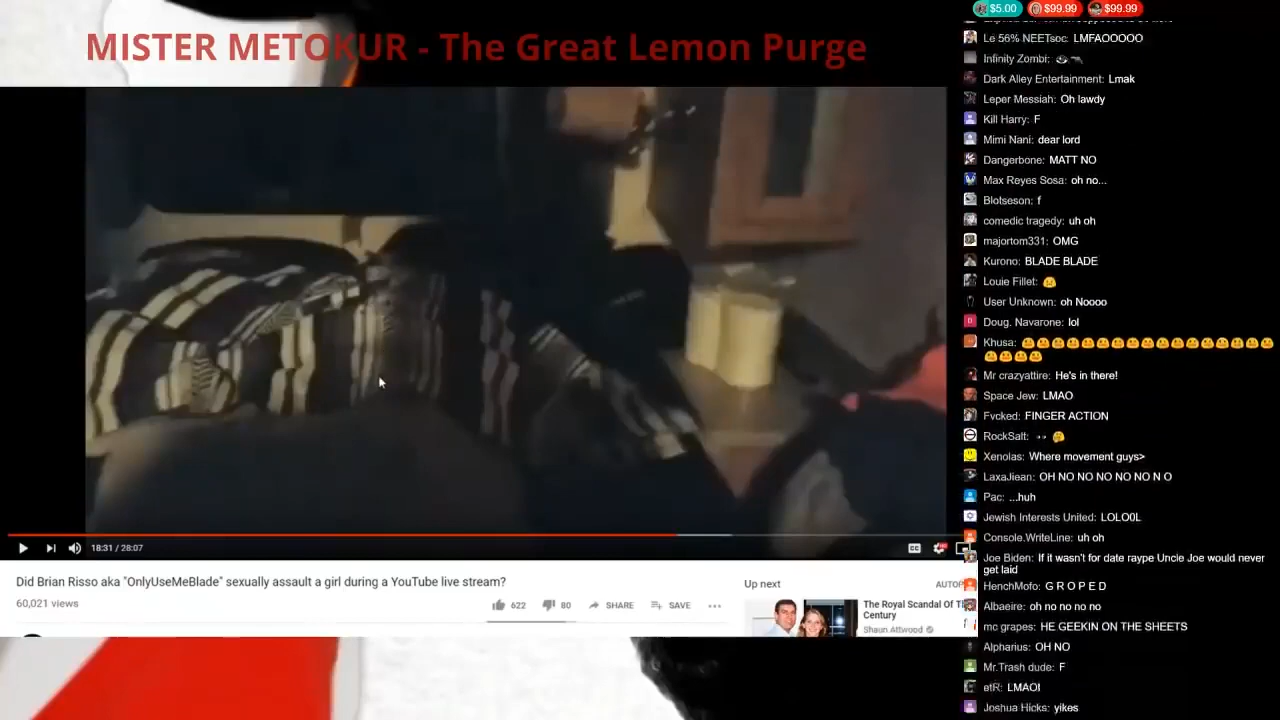 $5.00 $99.99 $99.99
MISTER METOKUR - The Great Lemon Purge
Le 56% NEETsoc: LMFAOOOOO
Infinity Zombi: 👁🔫
Dark Alley Entertainment: Lmak
Leper Messiah: Oh lawdy
Kill Harry: F
Mimi Nani: dear lord
Dangerbone: MATT NO
Max Reyes Sosa: oh no...
Blotseson: f
comedic tragedy: uh oh
majortom331: OMG
Kurono: BLADE BLADE
Louie Fillet:
User Unknown: oh Noooo
Doug. Navarone: lol
Khusa:
Mr crazyattire: He's in there!
Space Jew: LMAO
Fvcked: FINGER ACTION
RockSalt: 👀 🤔
Xenolas: Where movement guys>
LaxaJiean: OH NO NO NO NO NO N O
Pac: ...huh
Jewish Interests United: LOLO0L
Console.WriteLine: uh oh
Joe Biden: If it wasn't for date raype Uncle Joe would never
get laid
HenchMofo: G R O P E D
Albaeire: oh no no no no
mc grapes: HE GEEKIN ON THE SHEETS
Alpharius: OH NO
Mr.Trash dude: F
etR: LMAO!
Joshua Hicks: yikes
18:31 / 28:07
CC
HD
Did Brian Risso aka "OnlyUseMeBlade" sexually assault a girl during a YouTube live stream?
60,021 views
622 80 SHARE SAVE
Up next
AUTOP
The Royal Scandal Of Th
Century
Shaun Attwood